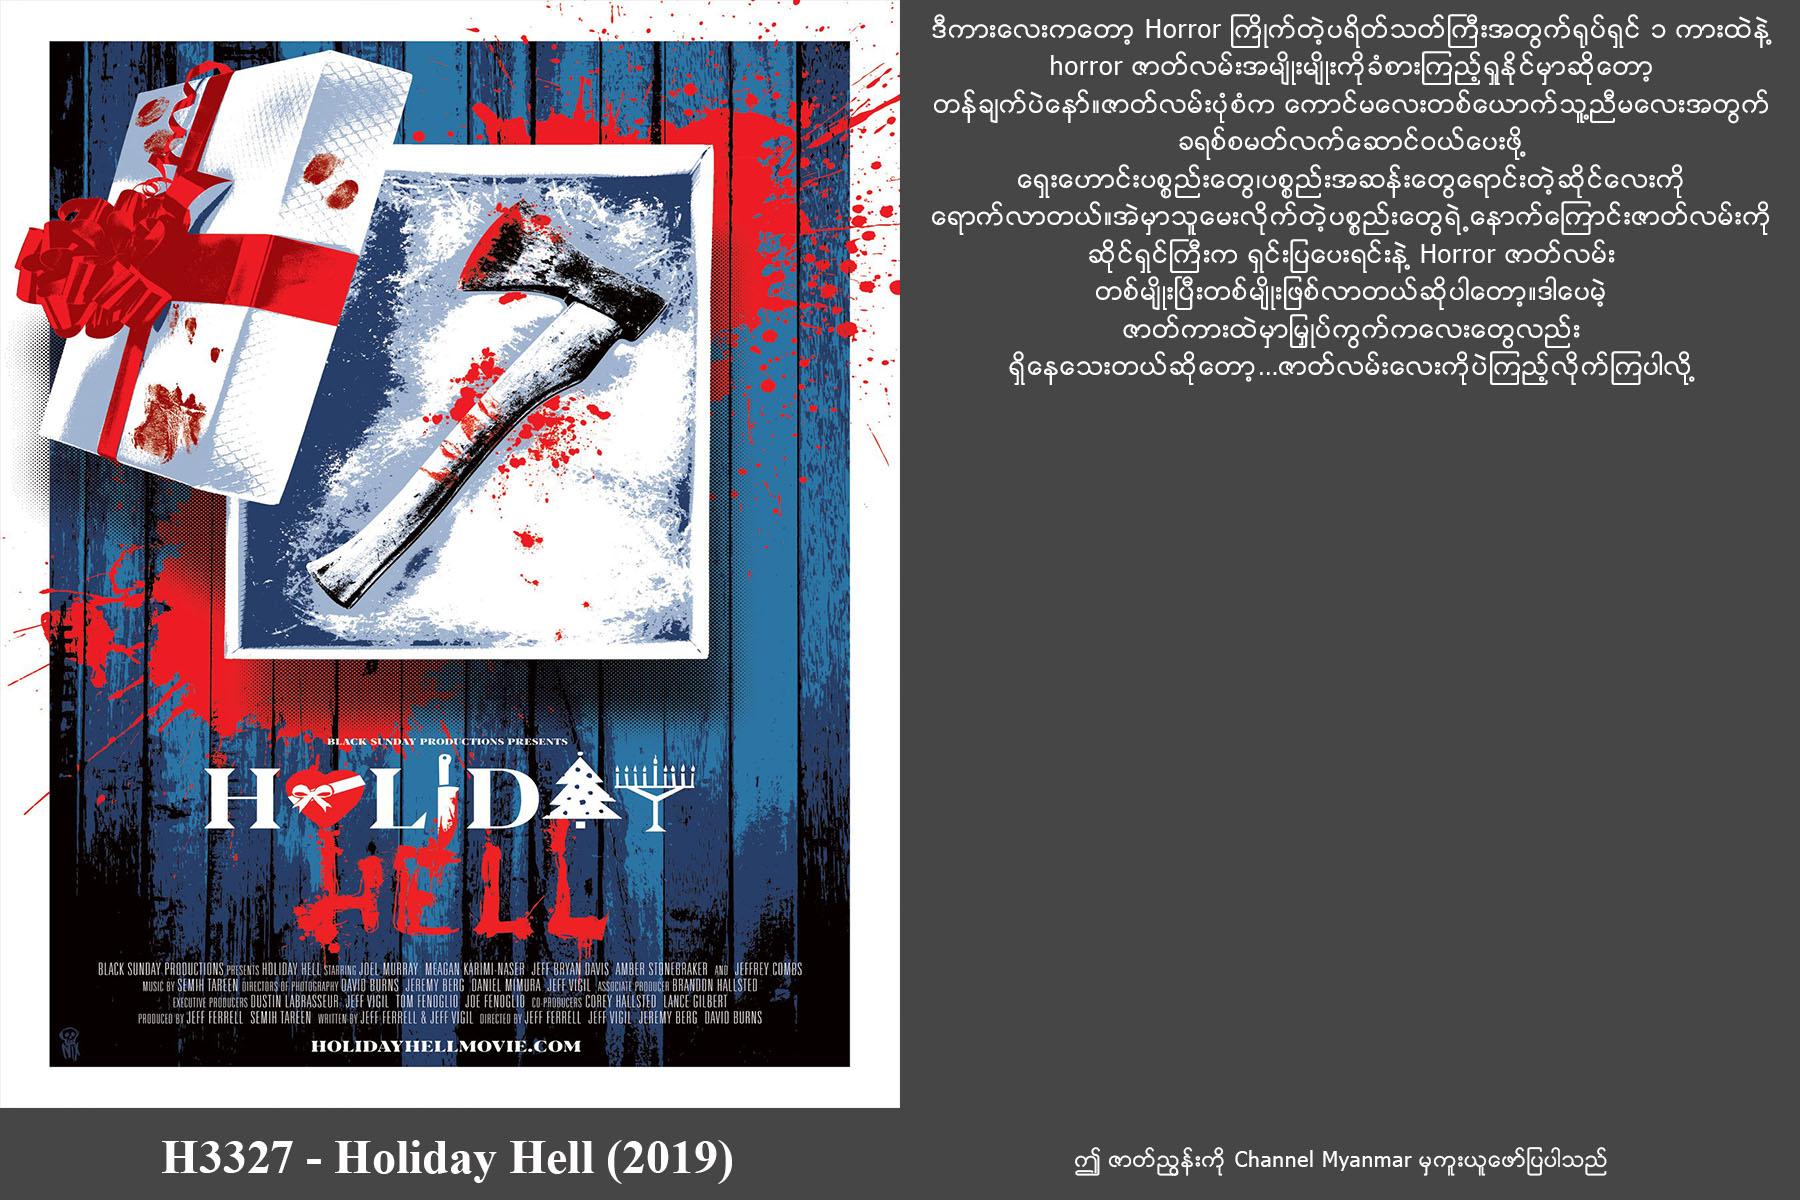 BLACK SUNDAY PRODUCTIONS PRESENTS
HOLIDAY
HELL
BLACK SUNDAY PRODUCTIONS PRESENTS HOLIDAY HELL STARRING JOEL MURRAY MEAGAN KARIMI-NASER JEFF BRYAN DAVIS AMBER STONEBRAKER AND JEFFREY COMBS
MUSIC BY SEMIH TAREEN DIRECTORS OF PHOTOGRAPHY DAVID BURNS JEREMY BERG DANIEL MIMURA JEFF VIGIL ASSOCIATE PRODUCER BRANDON HALLSTED
EXECUTIVE PRODUCERS DUSTIN LABRASSEUR JEFF VIGIL TOM FENOGLIO JOE FENOGLIO CO-PRODUCERS COREY HALLSTED LANCE GILBERT
PRODUCED BY JEFF FERRELL SEMIH TAREEN WRITTEN BY JEFF FERRELL & JEFF VIGIL DIRECTED BY JEFF FERRELL JEFF VIGIL JEREMY BERG DAVID BURNS
HOLIDAYHELLMOVIE.COM
H3327 - Holiday Hell (2019)
ဒီကားလေးကတော့ Horror ကြိုက်တဲ့ပရိတ်သတ်ကြီးအတွက်ရုပ်ရှင် ၁ ကားထဲနဲ့
horror ဇာတ်လမ်းအမျိုးမျိုးကိုခံစားကြည့်ရှုနိုင်မှာဆိုတော့
တန်ချက်ပဲနော်။ဇာတ်လမ်းပုံစံက ကောင်မလေးတစ်ယောက်သူ့ညီမလေးအတွက်
ခရစ်စမတ်လက်ဆောင်ဝယ်ပေးဖို့
ရှေးဟောင်းပစ္စည်းတွေ၊ပစ္စည်းအဆန်းတွေရောင်းတဲ့ဆိုင်လေးကို
ရောက်လာတယ်။အဲမှာသူမေးလိုက်တဲ့ပစ္စည်းတွေရဲ့နောက်ကြောင်းဇာတ်လမ်းကို
ဆိုင်ရှင်ကြီးက ရှင်းပြပေးရင်းနဲ့ Horror ဇာတ်လမ်း
တစ်မျိုးပြီးတစ်မျိုးဖြစ်လာတယ်ဆိုပါတော့။ဒါပေမဲ့
ဇာတ်ကားထဲမှာမြှုပ်ကွက်ကလေးတွေလည်း
ရှိနေသေးတယ်ဆိုတော့...ဇာတ်လမ်းလေးကိုပဲကြည့်လိုက်ကြပါလို့
ဤ ဇာတ်ညွှန်းကို Channel Myanmar မှကူးယူဖော်ပြပါသည်